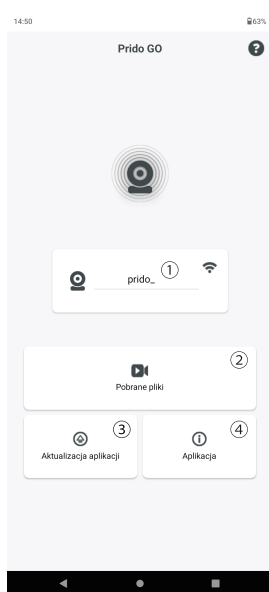 14:50 63%
Prido GO
prido_ 1
2
Pobrane pliki
3
Aktualizacja aplikacji
4
Aplikacja